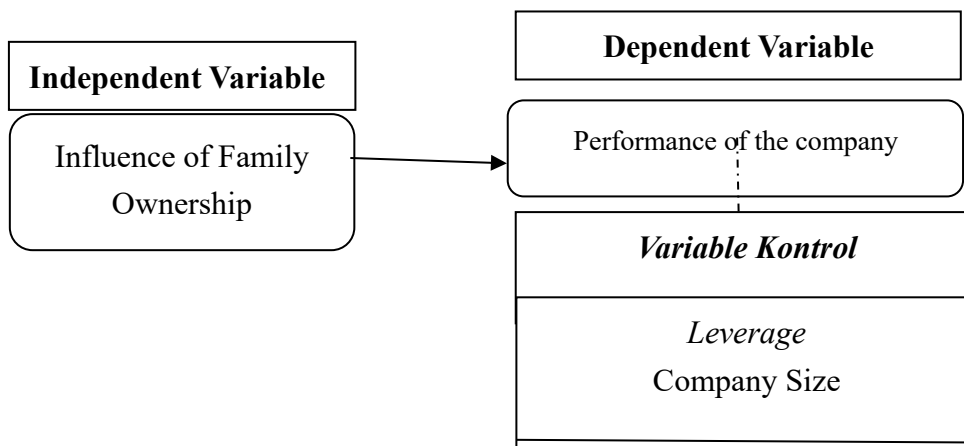 Independent Variable
Influence of Family
Ownership
Dependent Variable
Performance of the company
Variable Kontrol
Leverage
Company Size